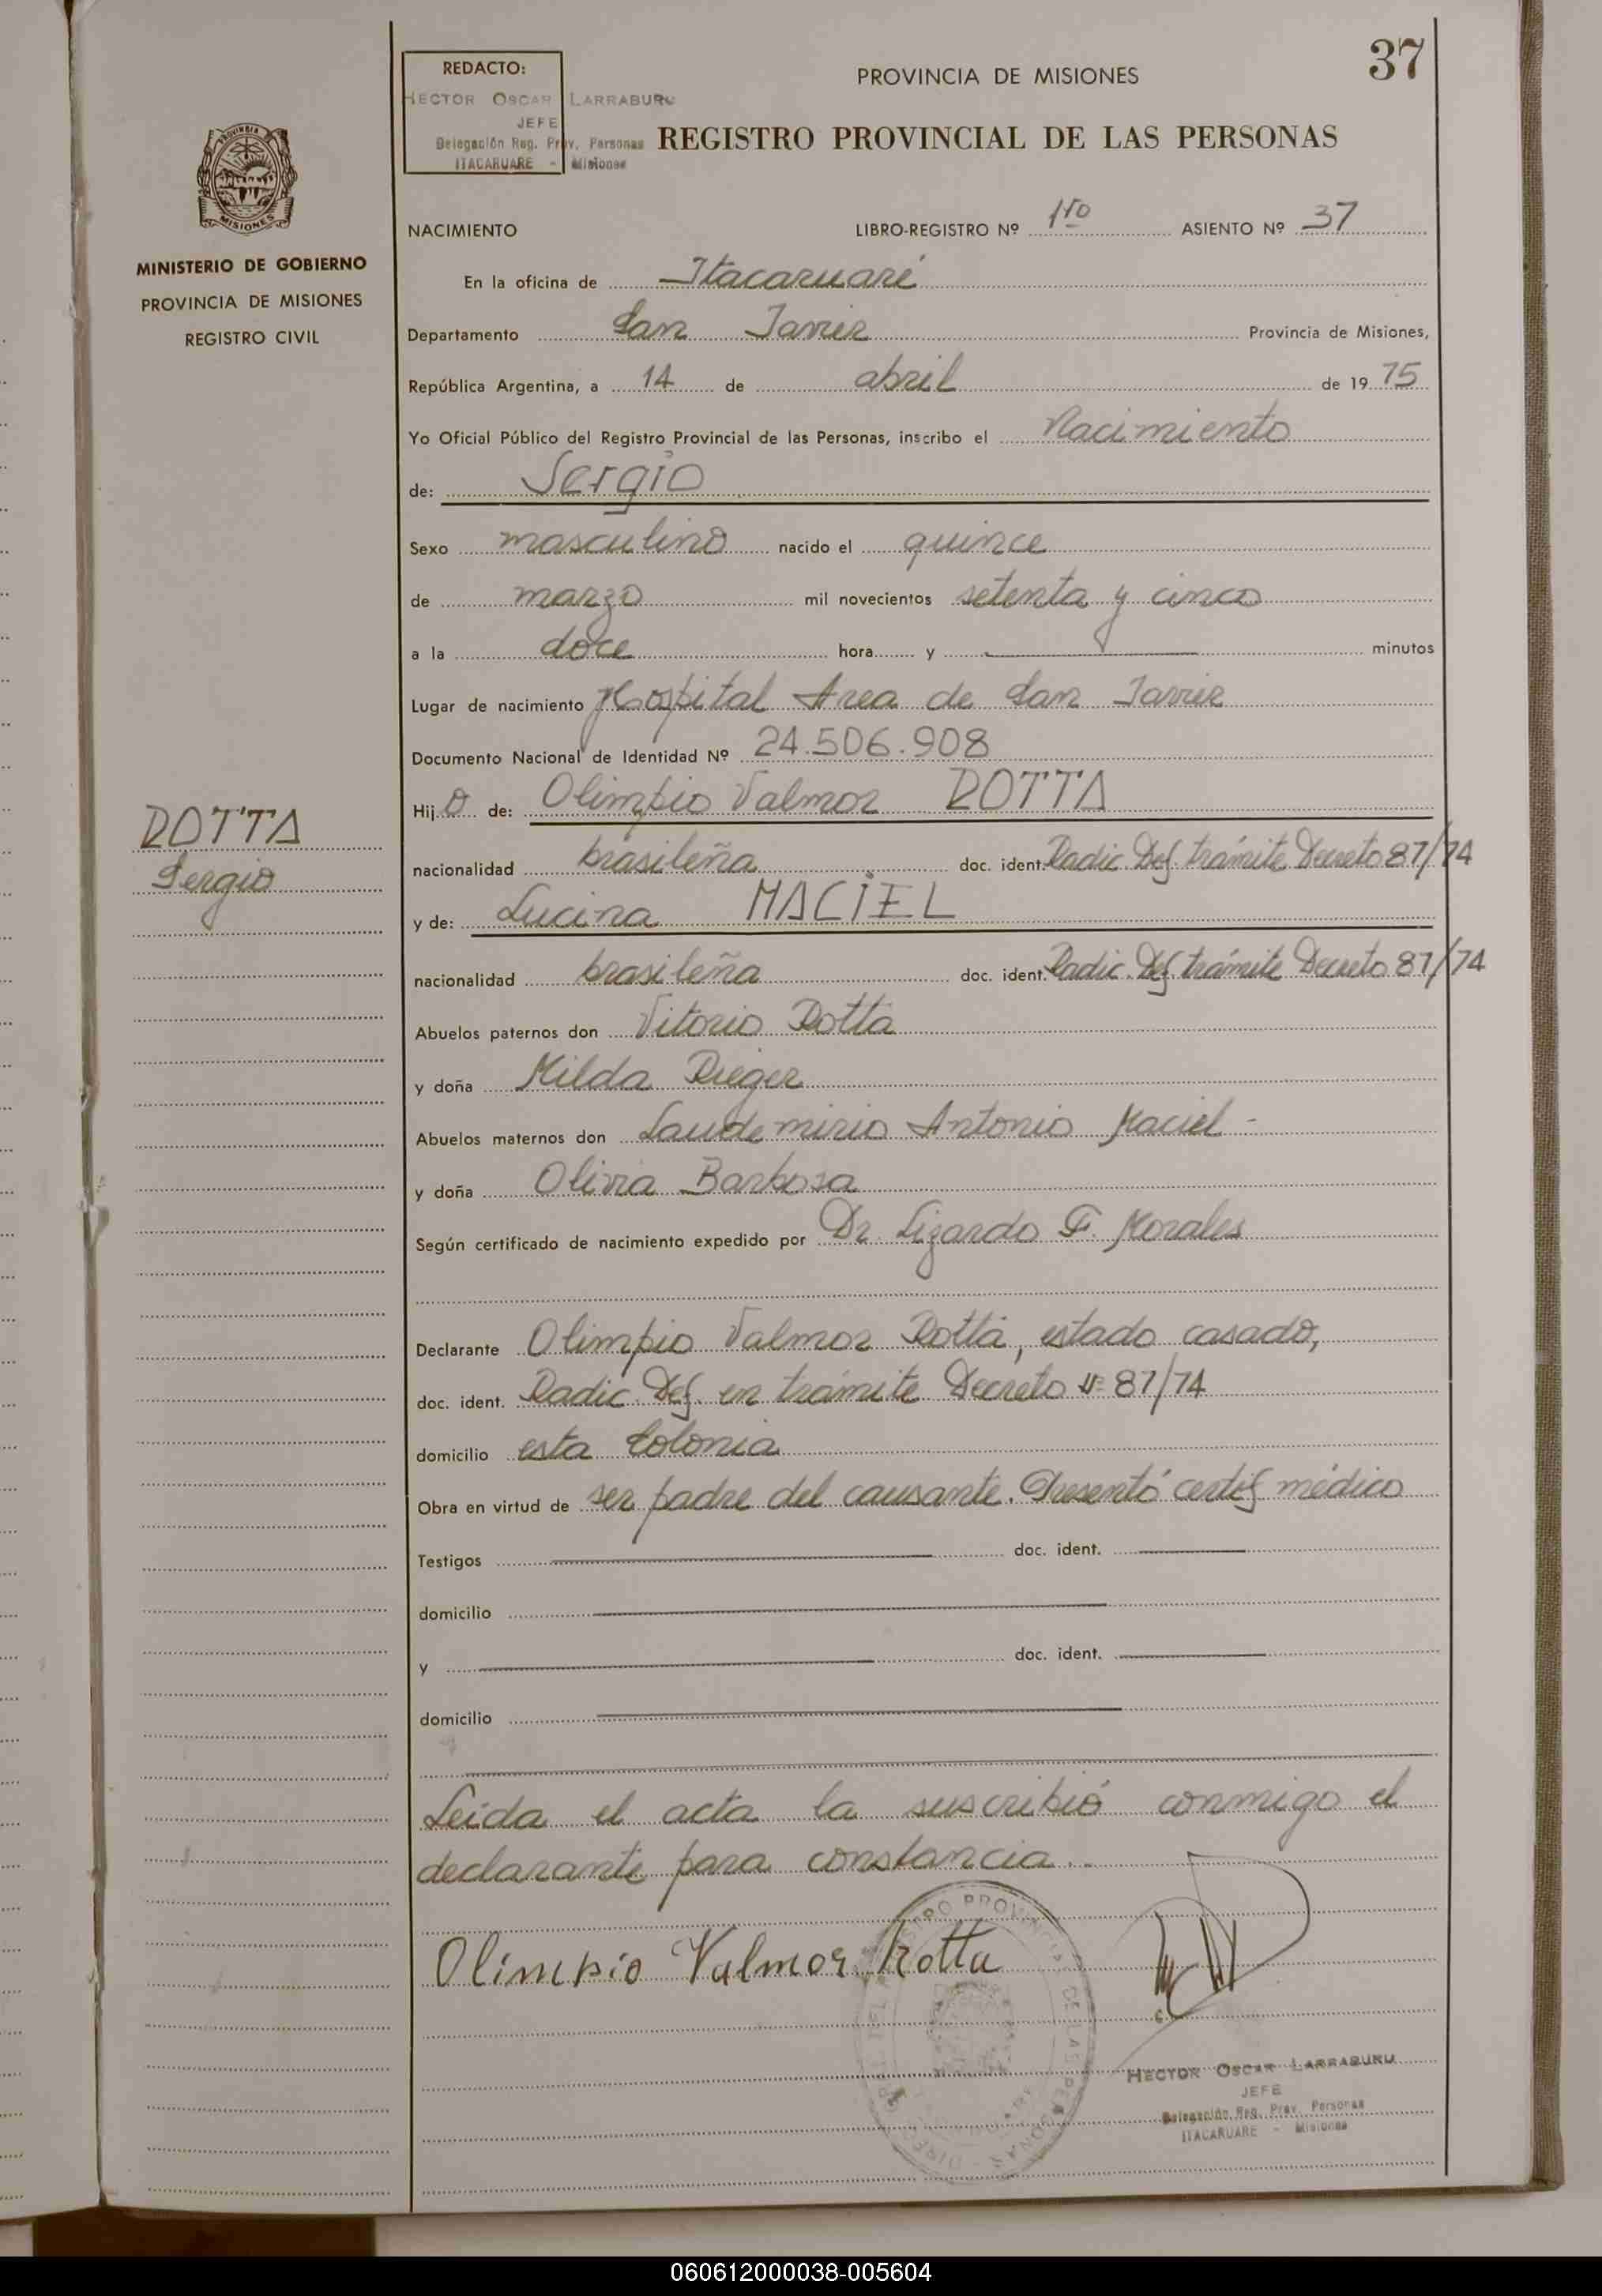 37
REDACTO:
HECTOR OSCAR LARRABURU
JEFE
Delegación Reg. Prov. Personas
ITACARUARE - Misiones
PROVINCIA DE MISIONES
REGISTRO PROVINCIAL DE LAS PERSONAS
MISIONES
MINISTERIO DE GOBIERNO
PROVINCIA DE MISIONES
REGISTRO CIVIL
ROTTA
Sergio
NACIMIENTO LIBRO-REGISTRO Nº 1ro ASIENTO Nº 37
En la oficina de Itacaruaré
Departamento San Javier Provincia de Misiones,
República Argentina, a 14 de abril de 1975
Yo Oficial Público del Registro Provincial de las Personas, inscribo el Nacimiento
de: Sergio
Sexo masculino nacido el quince
de marzo mil novecientos setenta y cinco
a la doce hora y minutos
Lugar de nacimiento Hospital Area de San Javier
Documento Nacional de Identidad Nº 24.506.908
Hijo de: Olimpio Valmor ROTTA
nacionalidad brasileña doc. ident. Radic. Def. trámite Decreto 87/74
y de: Lucina MACIEL
nacionalidad brasileña doc. ident. Radic. Def. trámite Decreto 87/74
Abuelos paternos don Vitorio Rotta
y doña Milda Rieger
Abuelos maternos don Laudemirio Antonio Maciel -
y doña Olivia Barbosa
Según certificado de nacimiento expedido por Dr. Lizardo F. Morales
Declarante Olimpio Valmor Rotta, estado casado,
doc. ident. Radic. Def. en trámite Decreto Nº 87/74
domicilio esta Colonia
Obra en virtud de ser padre del causante. Presentó certif. médico
Testigos doc. ident.
domicilio
y doc. ident.
domicilio
Leida el acta la suscribió conmigo el
declarante para constancia..
Olimpio Valmor Rotta
HECTOR OSCAR LARRABURU
JEFE
Delegación Reg. Prov. Personas
ITACARUARE - Misiones
060612000038-005604